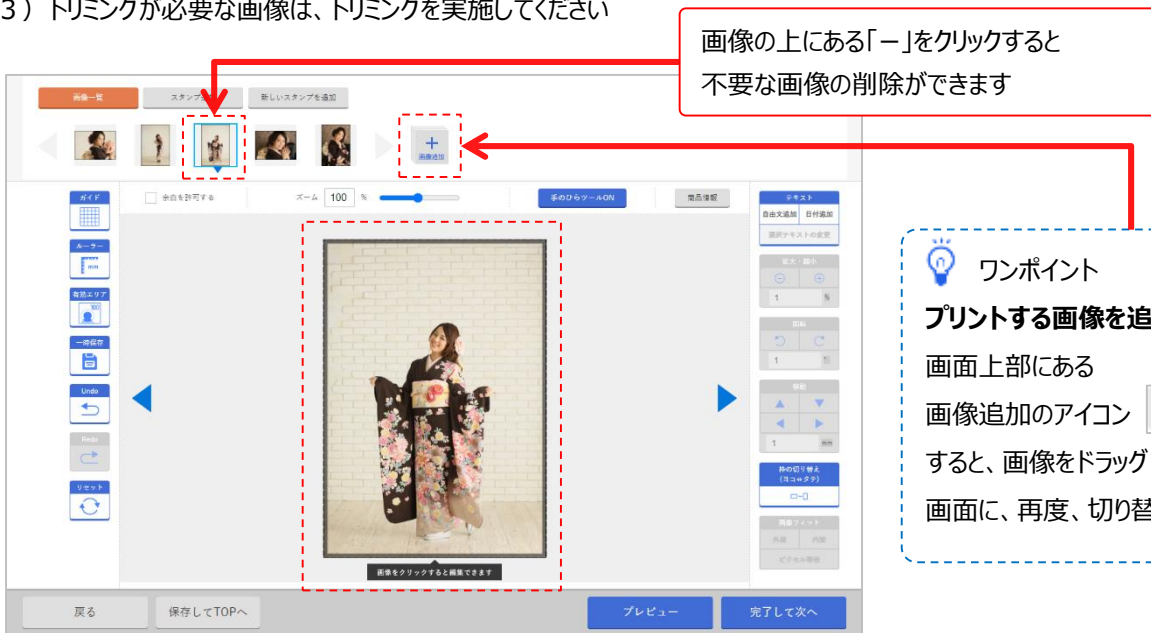 ３）トリミングが必要な画像は、トリミングを実施してください
画像の上にある「－」をクリックすると
不要な画像の削除ができます
画像一覧
新しいスタンプを追加
画像追加
ガイド
余白を許可する
ズーム 100 %
手のひらツールON
商品情報
テキスト
自由文追加 日付追加
選択テキストの変更
ルーラー
mm
拡大・縮小
1 %
有効エリア
100
回転
1
一時保存
Undo
移動
1 mm
Redo
枠の切り替え
(ヨコ⇔タテ)
リセット
画像フィット
外接 内接
ピクセル等倍
画像をクリックすると編集できます
戻る
保存してTOPへ
プレビュー
完了して次へ
ワンポイント
プリントする画像を追
画面上部にある
画像追加のアイコン
すると、画像をドラッグ
画面に、再度、切り替